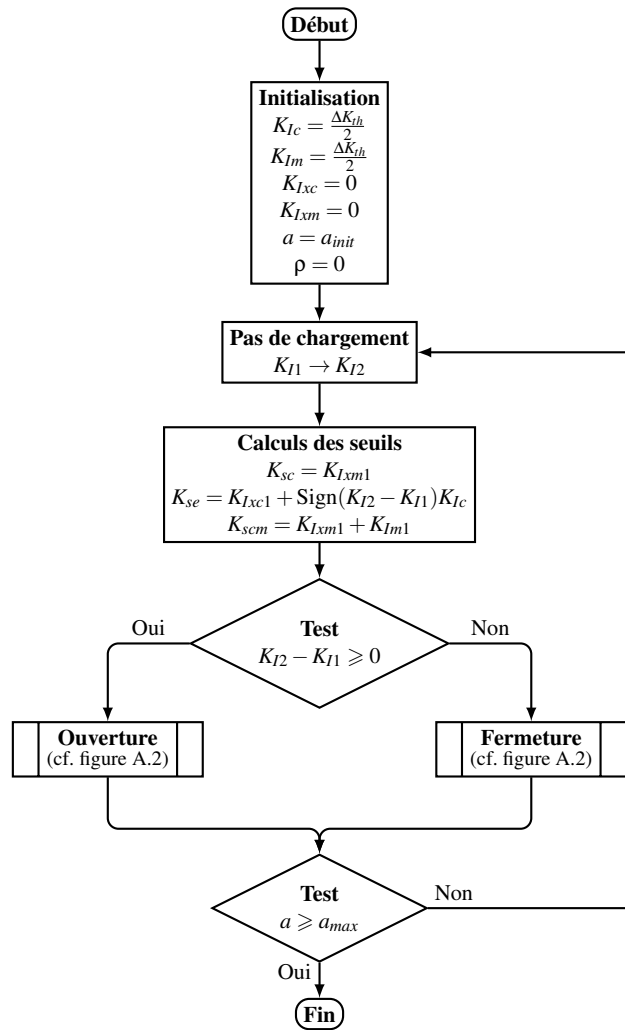 Début
Initialisation
K_{Ic} = \frac{ΔK_{th}}{2}
K_{Im} = \frac{ΔK_{th}}{2}
K_{Ixc} = 0
K_{Ixm} = 0
a = a_{init}
ρ = 0
Pas de chargement
K_{I1} → K_{I2}
Calculs des seuils
K_{sc} = K_{Ixm1}
K_{se} = K_{Ixc1} + Sign(K_{I2} − K_{I1})K_{Ic}
K_{scm} = K_{Ixm1} + K_{Im1}
Oui
Test
K_{I2} − K_{I1} ⩾ 0
Non
Ouverture
(cf. figure A.2)
Fermeture
(cf. figure A.2)
Test
a ⩾ a_{max}
Non
Oui
Fin